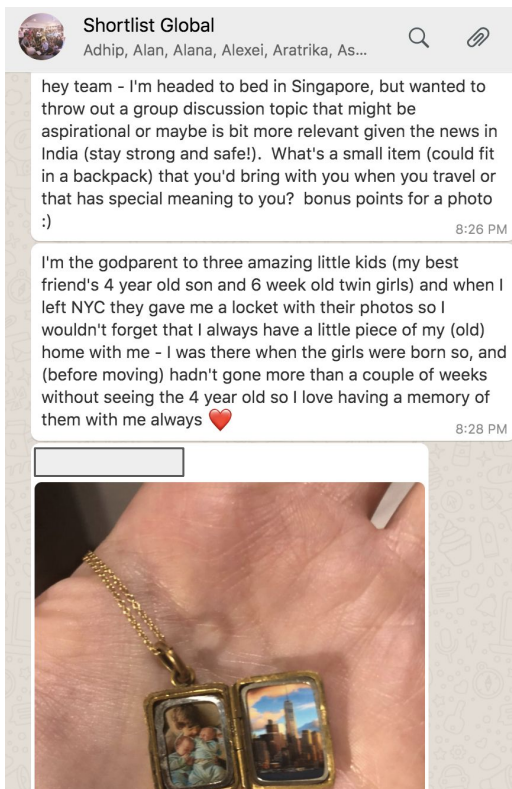 Shortlist Global
Adhip, Alan, Alana, Alexei, Aratrika, As...
hey team - I'm headed to bed in Singapore, but wanted to
throw out a group discussion topic that might be
aspirational or maybe is bit more relevant given the news in
India (stay strong and safe!).  What's a small item (could fit
in a backpack) that you'd bring with you when you travel or
that has special meaning to you?  bonus points for a photo
:)
8:26 PM
I'm the godparent to three amazing little kids (my best
friend's 4 year old son and 6 week old twin girls) and when I
left NYC they gave me a locket with their photos so I
wouldn't forget that I always have a little piece of my (old)
home with me - I was there when the girls were born so, and
(before moving) hadn't gone more than a couple of weeks
without seeing the 4 year old so I love having a memory of
them with me always ❤️
8:28 PM